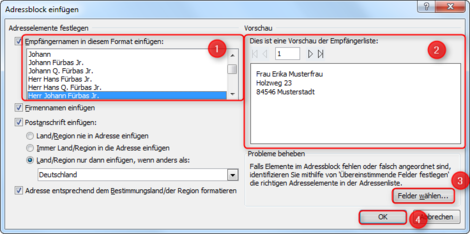 Adressblock einfügen
Adresselemente festlegen
Empfängernamen in diesem Format einfügen:
1
Johann
Johann Fürbas Jr.
Johann Q. Fürbas Jr.
Herr Hans Fürbas Jr.
Herr Hans Q. Fürbas Jr.
Herr Johann Fürbas Jr.
Firmennamen einfügen
Postanschrift einfügen:
Land/Region nie in Adresse einfügen
Immer Land/Region in die Adresse einfügen
Land/Region nur dann einfügen, wenn anders als:
Deutschland
Adresse entsprechend dem Bestimmungsland/der Region formatieren
Vorschau
Dies ist eine Vorschau der Empfängerliste:
2
1
Frau Erika Musterfrau
Holzweg 23
84546 Musterstadt
Probleme beheben
Falls Elemente im Adressblock fehlen oder falsch angeordnet sind,
identifizieren Sie mithilfe von 'Übereinstimmende Felder festlegen'
die richtigen Adresselemente in der Adressenliste.
3
Felder wählen...
OK
4
brechen